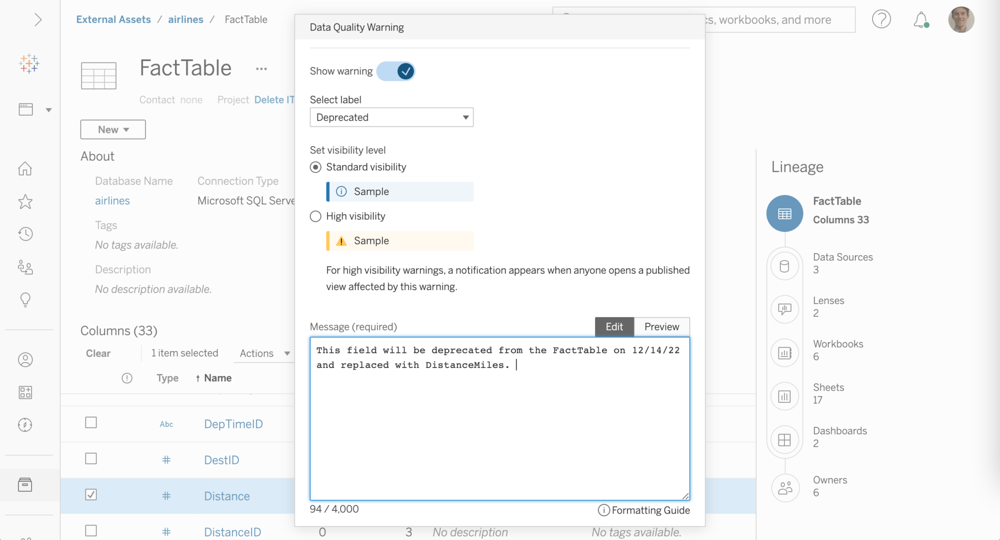 External Assets / airlines / FactTable
cs, workbooks, and more
FactTable
Contact none Project Delete IT
New
About
Database Name Connection Type
airlines Microsoft SQL Serve
Tags
No tags available.
Description
No description available.
Columns (33)
Clear 1 item selected Actions
Type ↑ Name
Abc DepTimeID
# DestID
# Distance
# DistanceID 0 3 No description No tags available.
Data Quality Warning
Show warning
Select label
Deprecated
Set visibility level
Standard visibility
Sample
High visibility
Sample
For high visibility warnings, a notification appears when anyone opens a published
view affected by this warning.
Message (required) Edit Preview
This field will be deprecated from the FactTable on 12/14/22
and replaced with DistanceMiles.
94 / 4,000 Formatting Guide
Lineage
FactTable
Columns 33
Data Sources
3
Lenses
2
Workbooks
6
Sheets
17
Dashboards
2
Owners
6